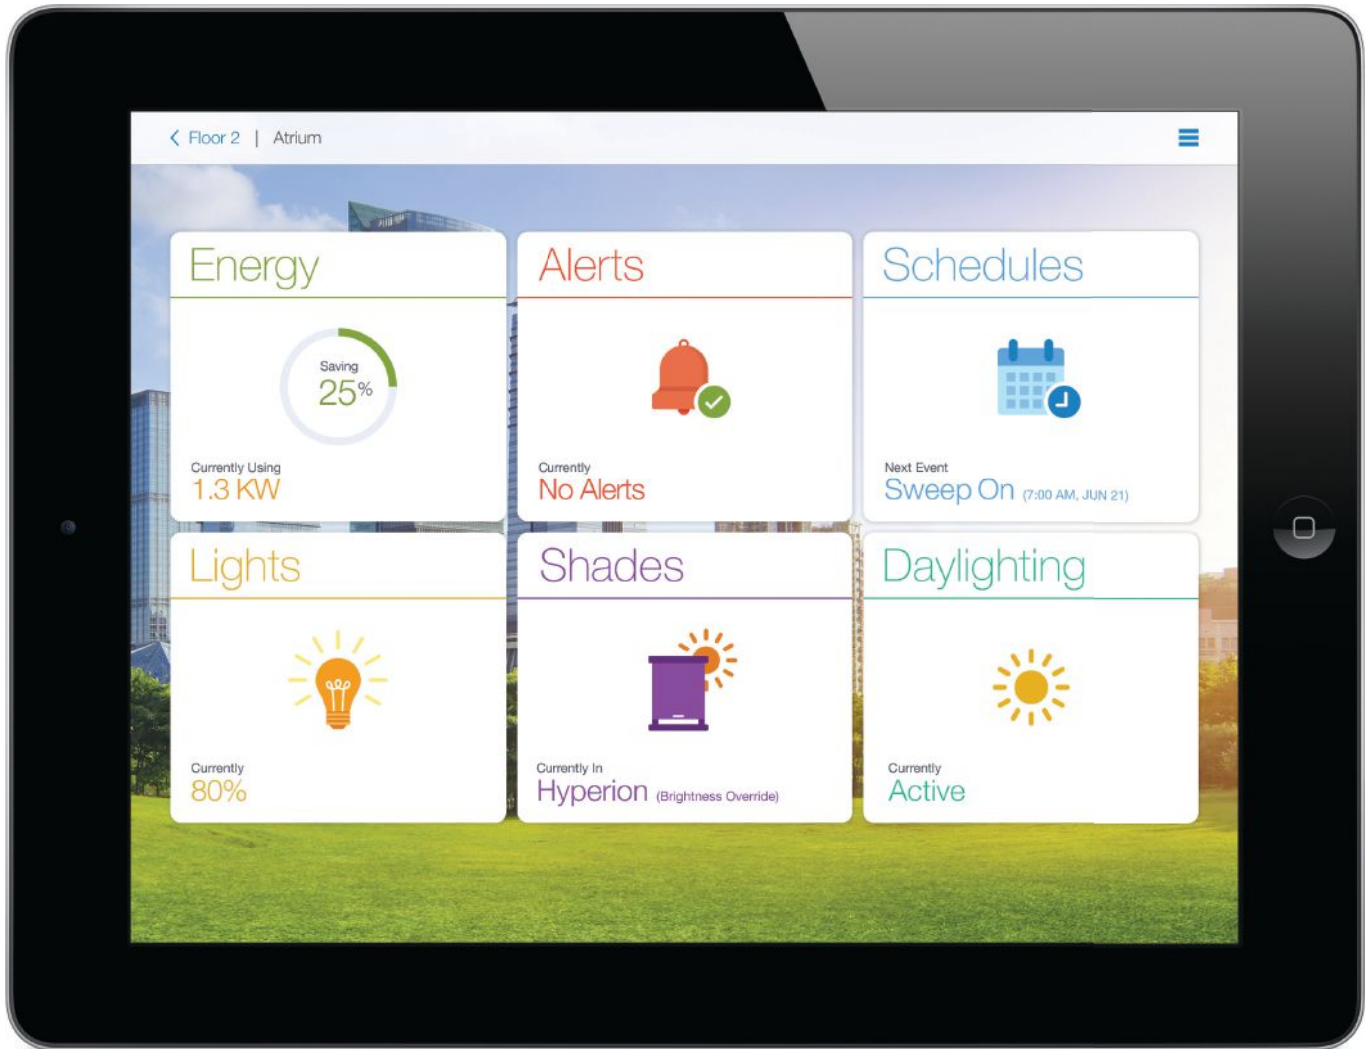 Floor 2 | Atrium
Energy
Saving
25%
Currently Using
1.3 KW
Alerts
Currently
No Alerts
Schedules
Next Event
Sweep On (7:00 AM, JUN 21)
Lights
Currently
80%
Shades
Currently In
Hyperion (Brightness Override)
Daylighting
Currently
Active